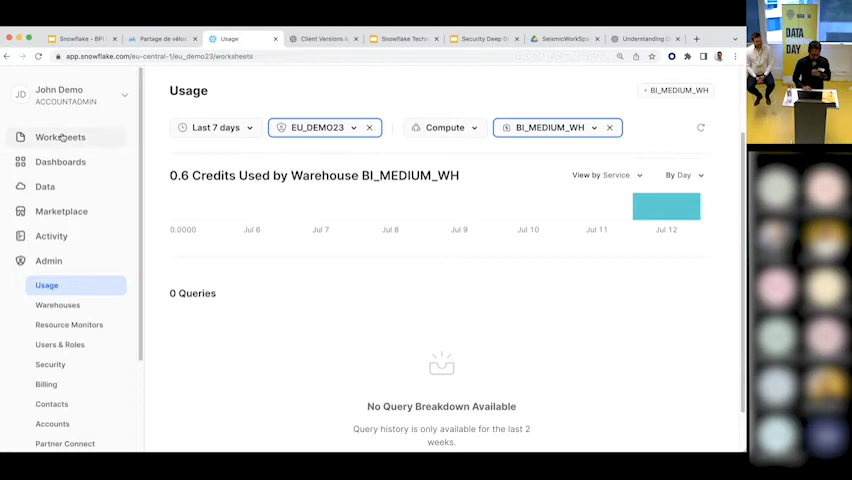 Snowflake - BPI
Partage de vélos
Usage
Client Versions &
Snowflake Techni
Security Deep Di
SeismicWorkSpa
Understanding D
app.snowflake.com/eu-central-1/eu_demo23/worksheets
JD
John Demo
ACCOUNTADMIN
Worksheets
Dashboards
Data
Marketplace
Activity
Admin
Usage
Warehouses
Resource Monitors
Users & Roles
Security
Billing
Contacts
Accounts
Partner Connect
Usage
BI_MEDIUM_WH
Last 7 days
EU_DEMO23
Compute
BI_MEDIUM_WH
0.6 Credits Used by Warehouse BI_MEDIUM_WH
View by Service
By Day
0.0000
Jul 6
Jul 7
Jul 8
Jul 9
Jul 10
Jul 11
Jul 12
0 Queries
No Query Breakdown Available
Query history is only available for the last 2
weeks.
DATA
DAY